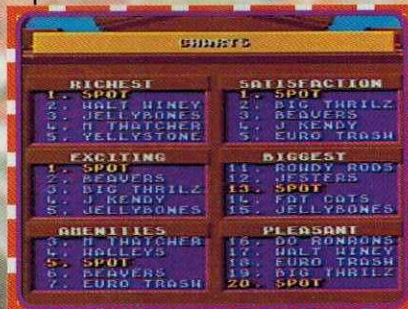 CHARTS
RICHEST
1. SPOT
2. WALT WINEY
3. JELLYBONES
4. M THATCHER
5. YELLYSTONE
SATISFACTION
1. SPOT
2. BIG THRILZ
3. BEAVERS
4. J KENDY
5. EURO TRASH
EXCITING
1. SPOT
2. BEAVERS
3. BIG THRILZ
4. J KENDY
5. JELLYBONES
BIGGEST
11. ROWDY RODS
12. JESTERS
13. SPOT
14. FAT CATS
15. JELLYBONES
AMENITIES
3. M THATCHER
4. WALLEYS
5. SPOT
6. BEAVERS
7. EURO TRASH
PLEASANT
16. DO RONRONS
17. WALT WINEY
18. EURO TRASH
19. BIG THRILZ
20. SPOT